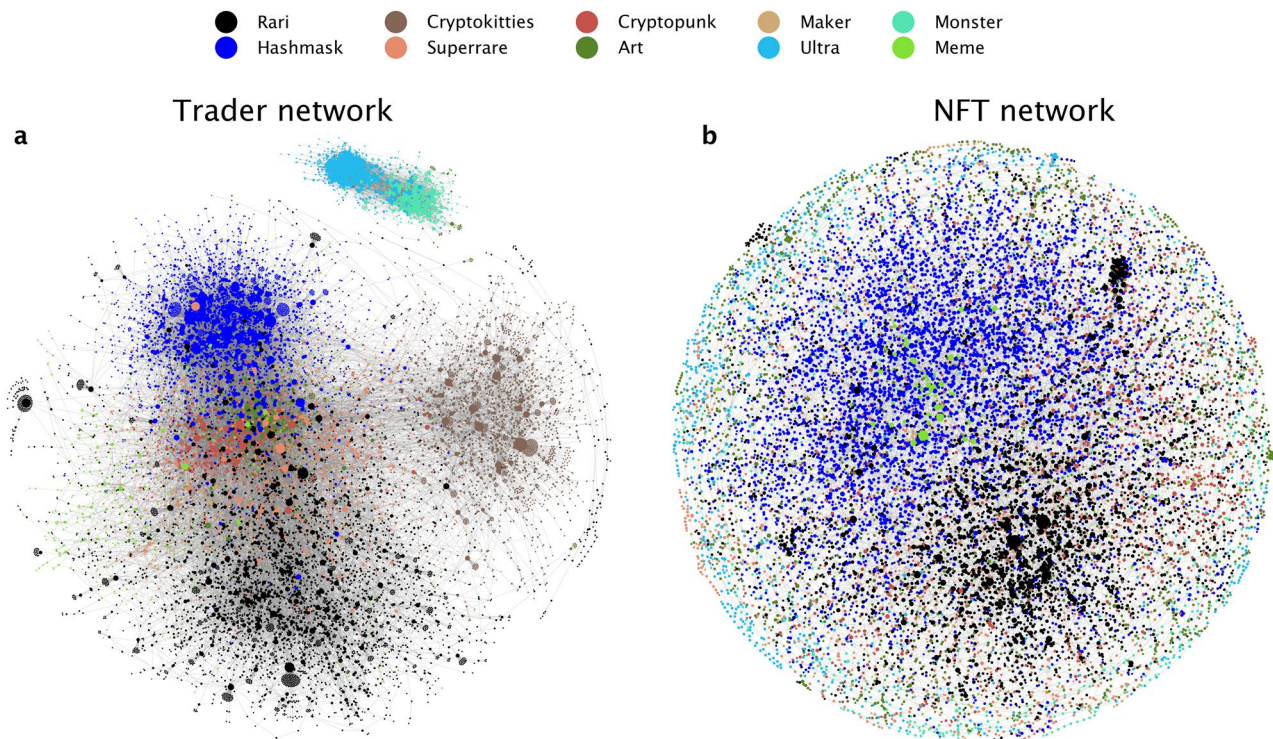 Rari Cryptokitties Cryptopunk Maker Monster
Hashmask Superrare Art Ultra Meme
Trader network NFT network
a b